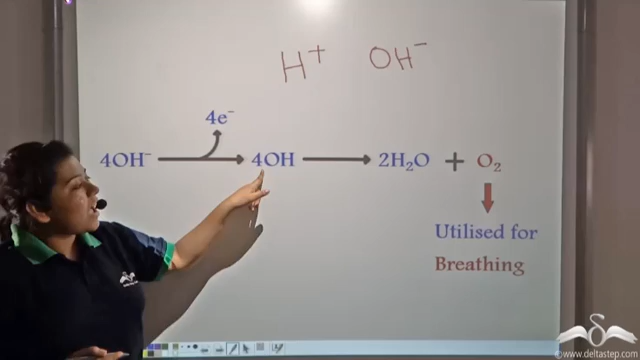 H⁺ OH⁻
4e⁻
4OH⁻ 4OH 2H₂O + O₂
Utilised for
Breathing
©www.deltastep.com